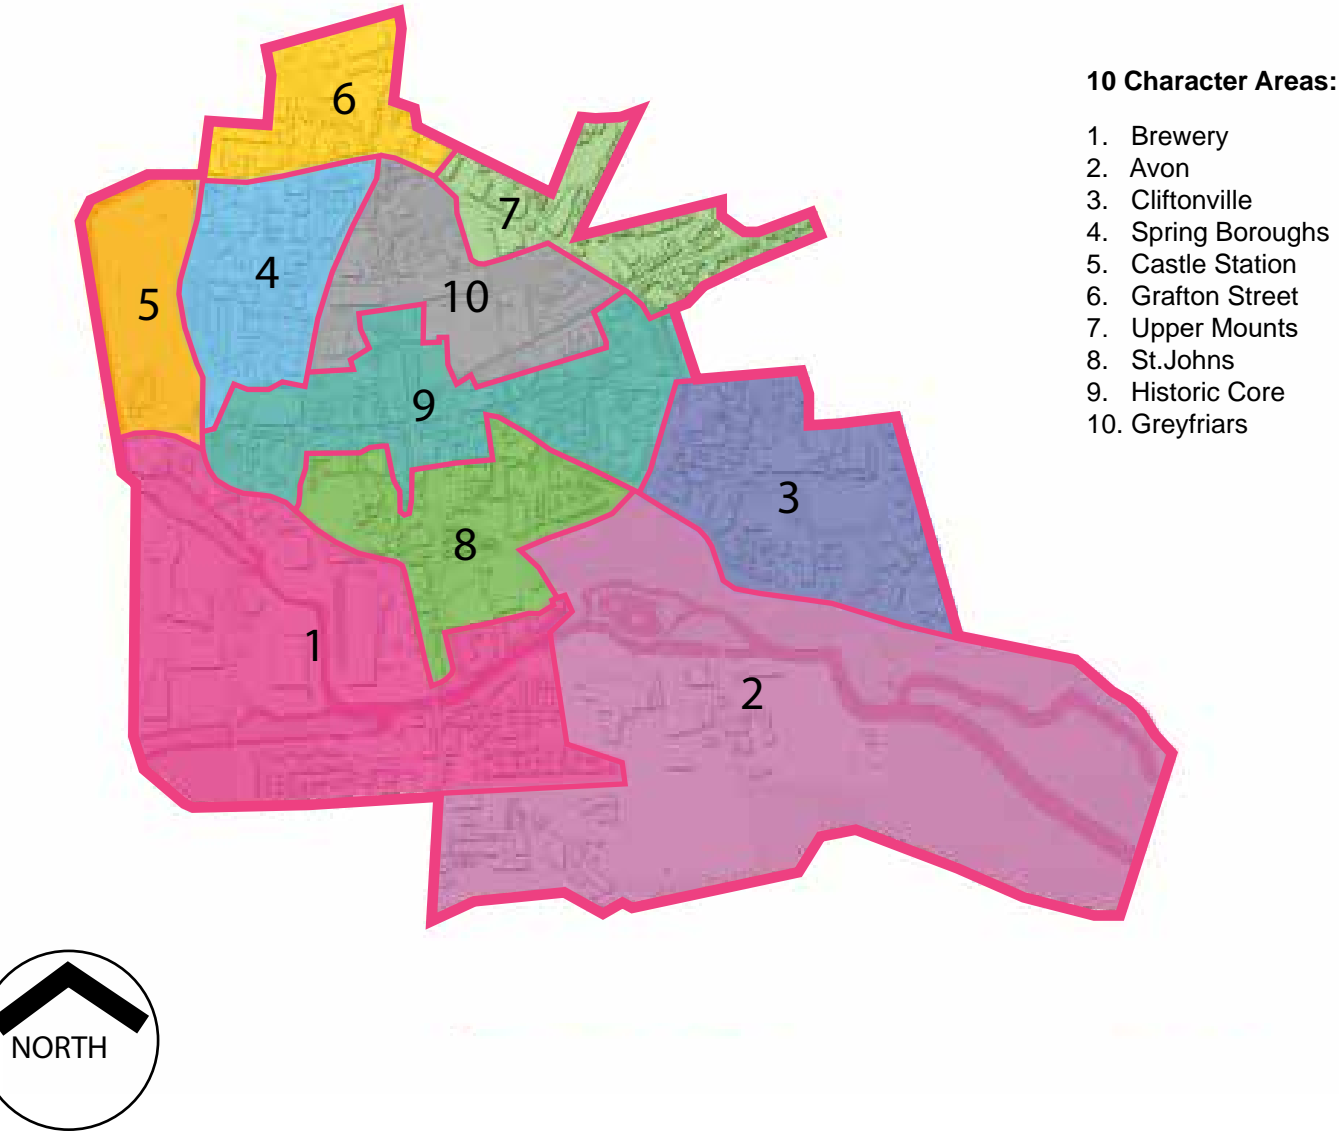 10 Character Areas:
1. Brewery
2. Avon
3. Cliftonville
4. Spring Boroughs
5. Castle Station
6. Grafton Street
7. Upper Mounts
8. St.Johns
9. Historic Core
10. Greyfriars
6
7
4
10
5
9
3
8
1
2
NORTH